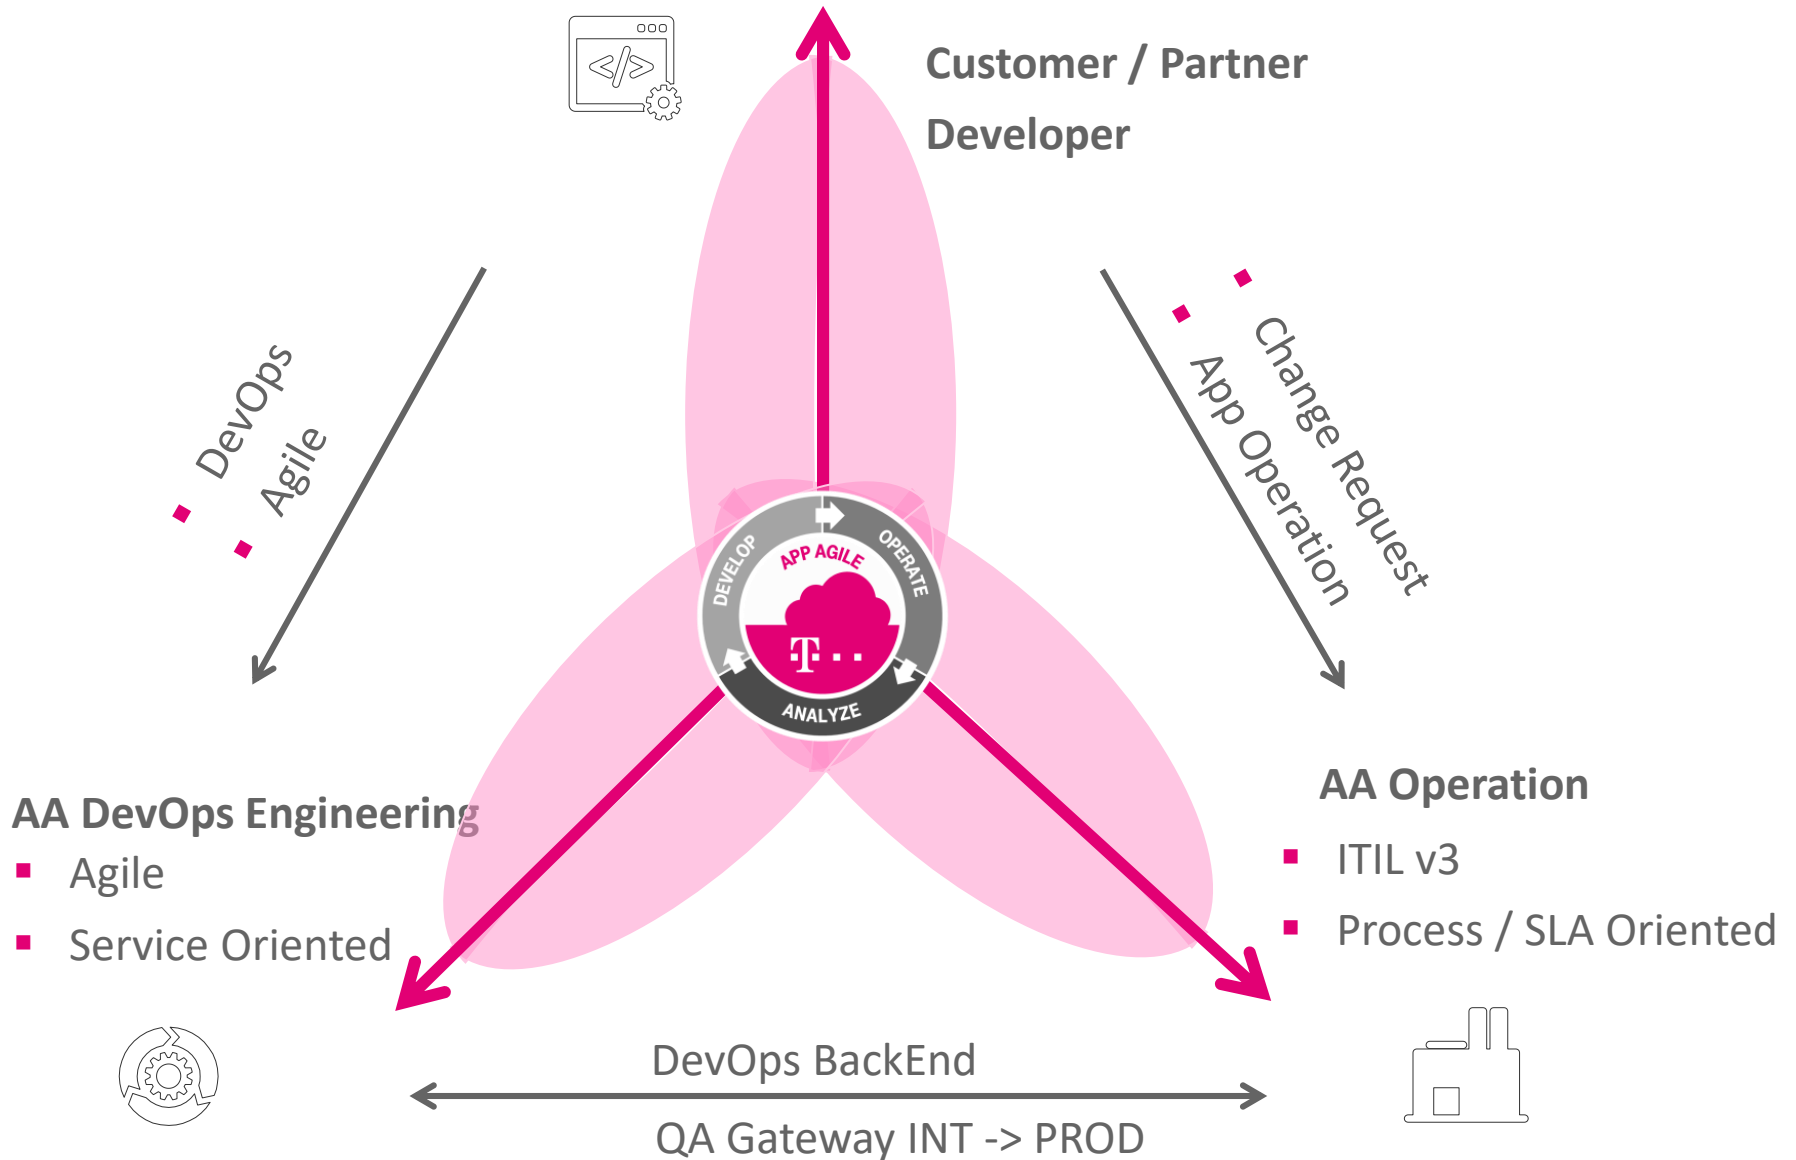 </>
Customer / Partner
Developer
DevOps
Agile
Change Request
App Operation
DEVELOP
OPERATE
ANALYZE
APP AGILE
T
AA DevOps Engineering
Agile
Service Oriented
AA Operation
ITIL v3
Process / SLA Oriented
DevOps BackEnd
QA Gateway INT -> PROD